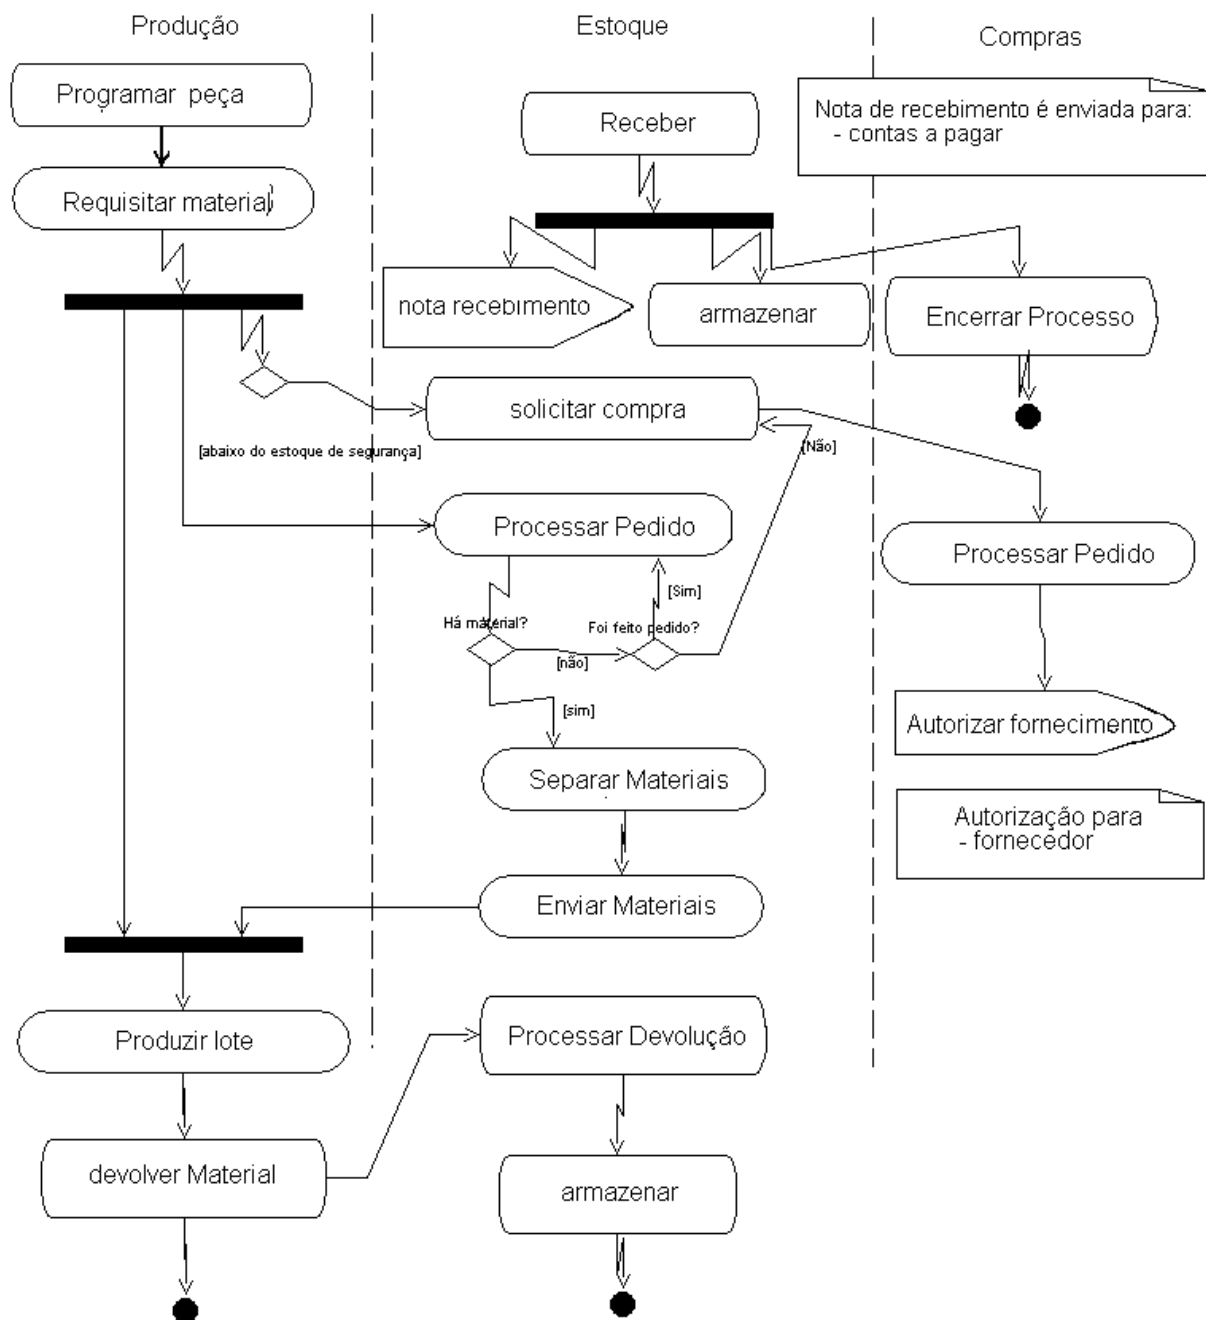 Produção
Estoque
Compras
Programar peça
Receber
Nota de recebimento é enviada para:
- contas a pagar
Requisitar material
nota recebimento
armazenar
Encerrar Processo
solicitar compra
[abaixo do estoque de segurança]
[Não]
Processar Pedido
Processar Pedido
[Sim]
Há material?
Foi feito pedido?
[não]
[sim]
Autorizar fornecimento
Separar Materiais
Autorização para
- fornecedor
Enviar Materiais
Produzir lote
Processar Devolução
devolver Material
armazenar